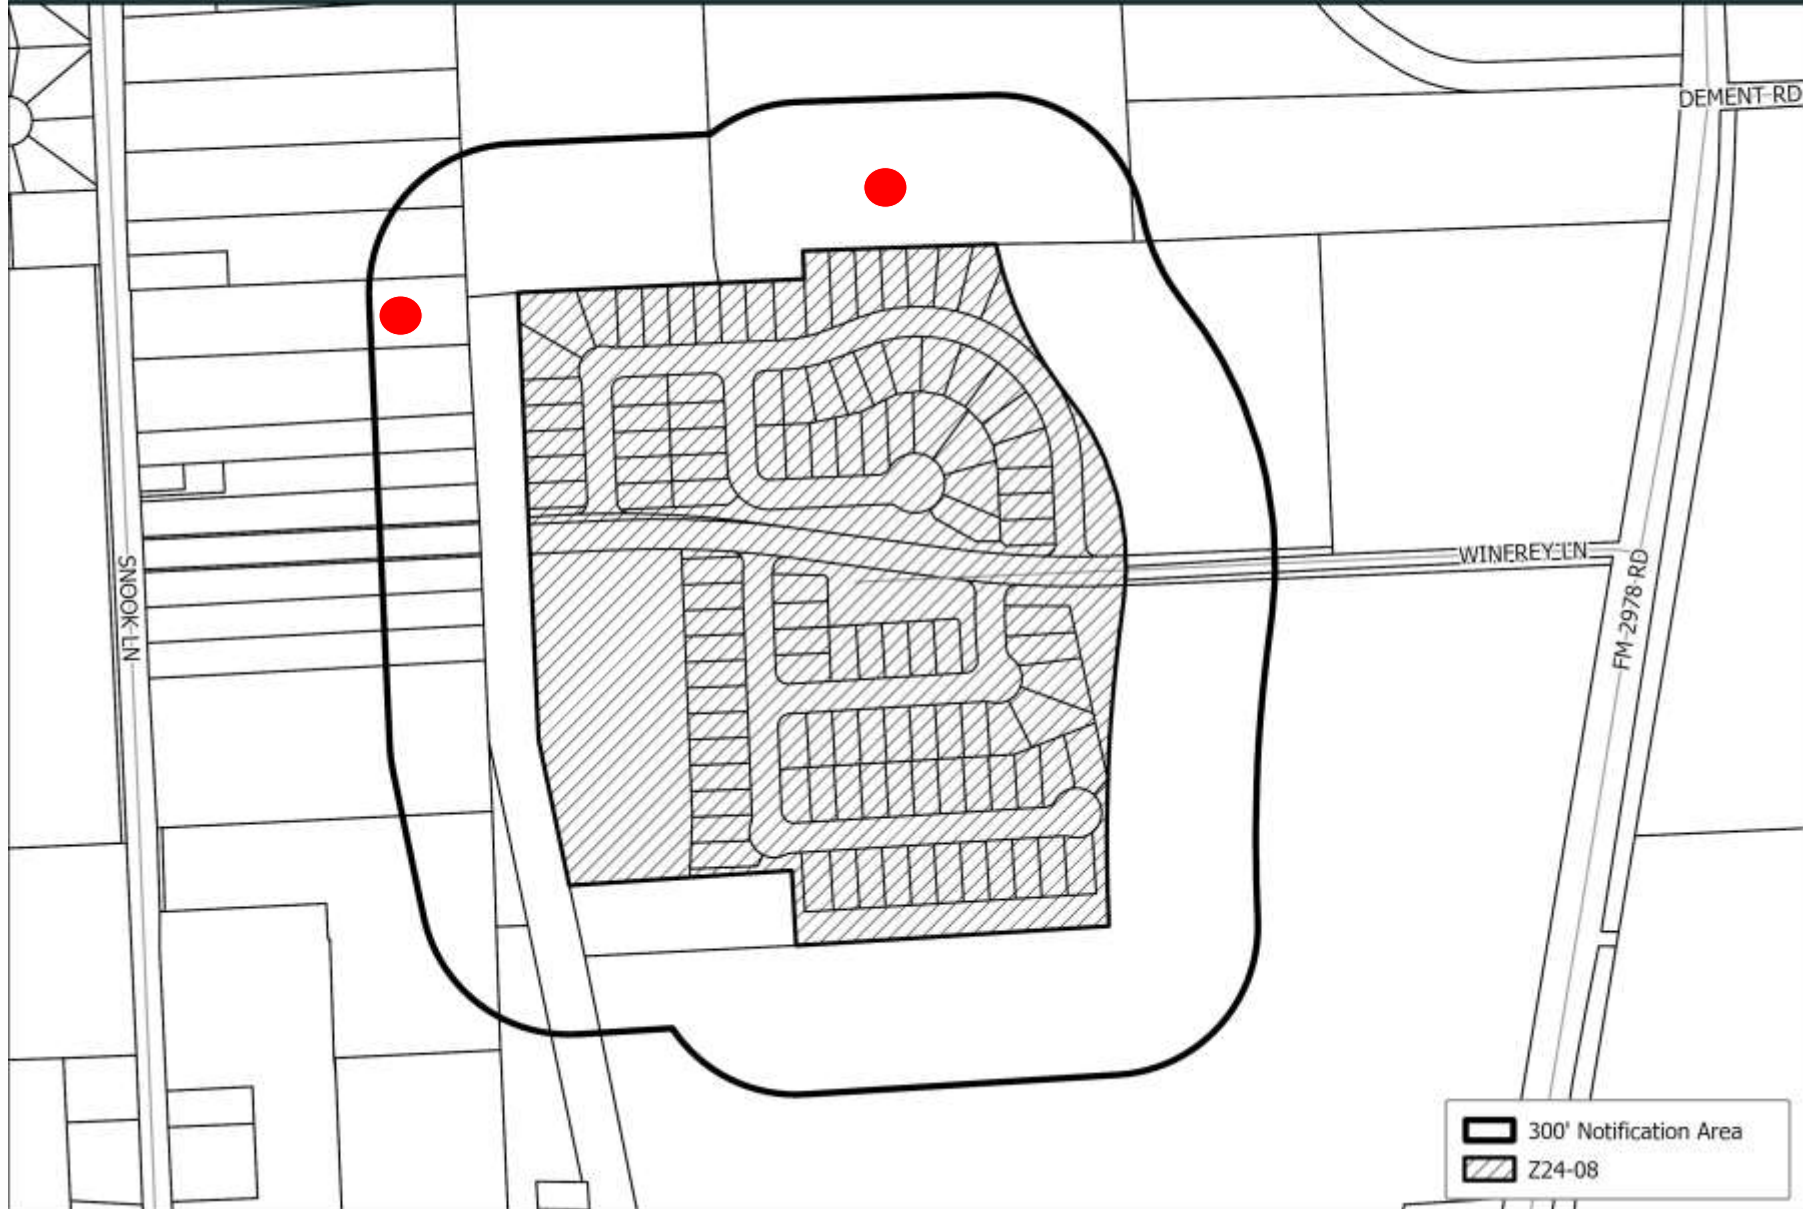 DEMENT RD
SNOOK LN
WINFREY LN
FM 2978 RD
300' Notification Area
Z24-08